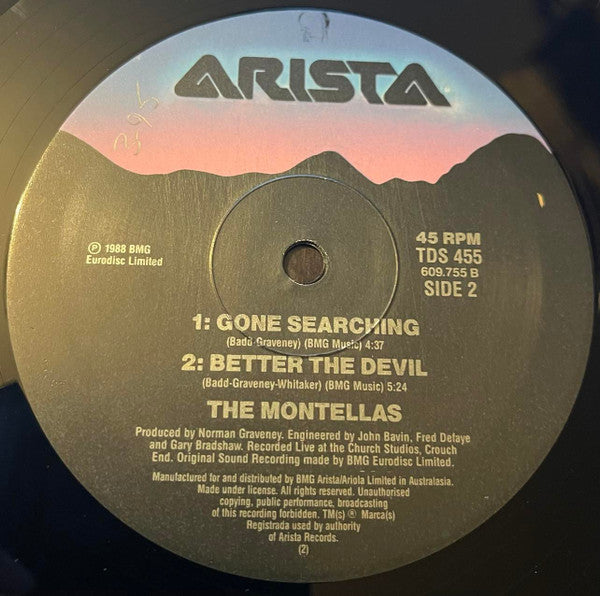 ARISTA
3.95
℗ 1988 BMG
Eurodisc Limited
45 RPM
TDS 455
609.755 B
SIDE 2
1: GONE SEARCHING
(Badd-Graveney) (BMG Music) 4:37
2: BETTER THE DEVIL
(Badd-Graveney-Whitaker) (BMG Music) 5:24
THE MONTELLAS
Produced by Norman Graveney. Engineered by John Bavin, Fred Defaye
and Gary Bradshaw. Recorded Live at the Church Studios, Crouch
End. Original Sound Recording made by BMG Eurodisc Limited.
Manufactured for and distributed by BMG Arista/Ariola Limited in Australasia.
Made under license. All rights reserved. Unauthorised
copying, public performance, broadcasting
of this recording forbidden. TM(s) ® Marca(s)
Registrada used by authority
of Arista Records.
(2)